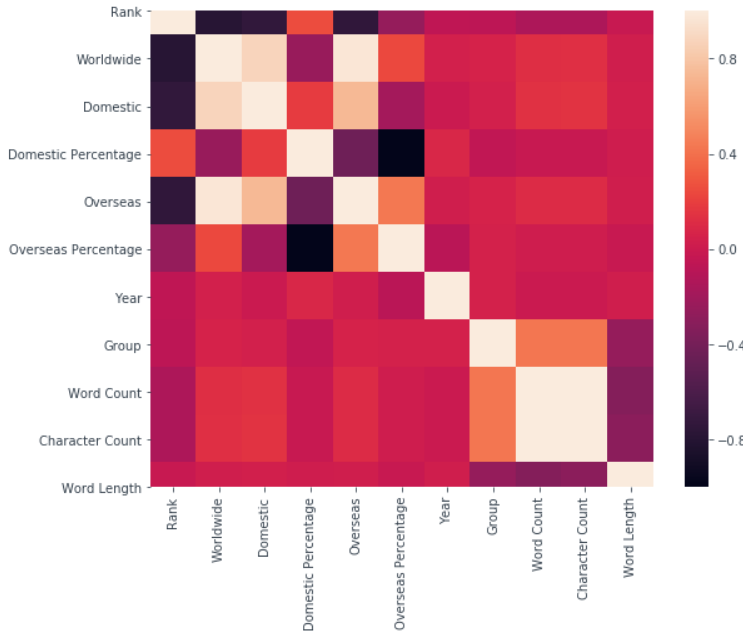 Rank
Worldwide
Domestic
Domestic Percentage
Overseas
Overseas Percentage
Year
Group
Word Count
Character Count
Word Length
Rank
Worldwide
Domestic
Domestic Percentage
Overseas
Overseas Percentage
Year
Group
Word Count
Character Count
Word Length
0.8
0.4
0.0
−0.4
−0.8